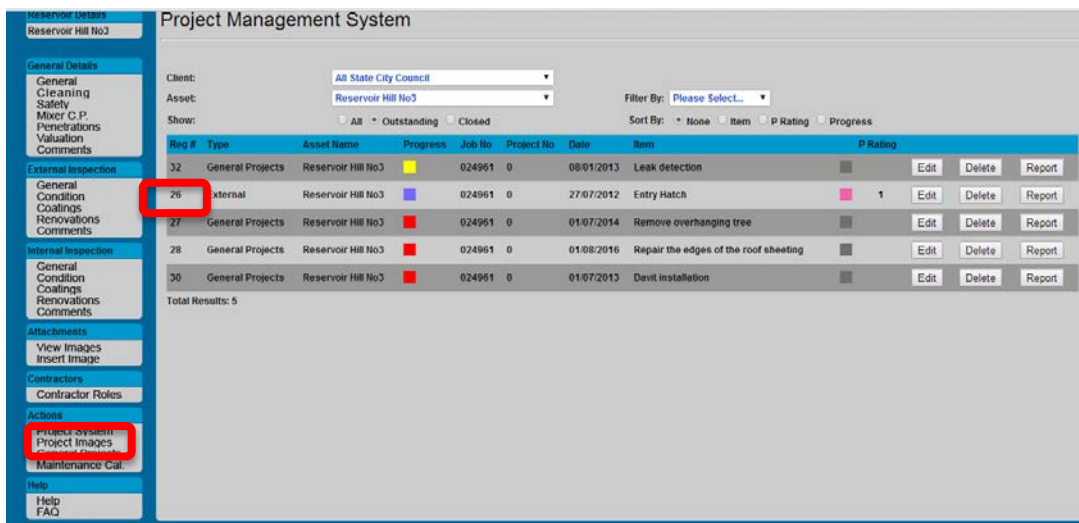 Reservoir Details
Reservoir Hill No3
General Details
General
Cleaning
Safety
Mixer C.P.
Penetrations
Valuation
Comments
External Inspection
General
Condition
Coatings
Renovations
Comments
Internal Inspection
General
Condition
Coatings
Renovations
Comments
Attachments
View Images
Insert Image
Contractors
Contractor Roles
Actions
Project System
Project Images
General Projects
Maintenance Cal.
Help
Help
FAQ
Project Management System
Client: All State City Council
Asset: Reservoir Hill No3 Filter By: Please Select...
Show: All Outstanding Closed Sort By: None Item P Rating Progress
Reg # Type Asset Name Progress Job No Project No Date Item P Rating
32 General Projects Reservoir Hill No3 024961 0 08/01/2013 Leak detection Edit Delete Report
26 External Reservoir Hill No3 024961 0 27/07/2012 Entry Hatch 1 Edit Delete Report
27 General Projects Reservoir Hill No3 024961 0 01/07/2014 Remove overhanging tree Edit Delete Report
28 General Projects Reservoir Hill No3 024961 0 01/08/2016 Repair the edges of the roof sheeting Edit Delete Report
30 General Projects Reservoir Hill No3 024961 0 01/07/2013 Davit installation Edit Delete Report
Total Results: 5